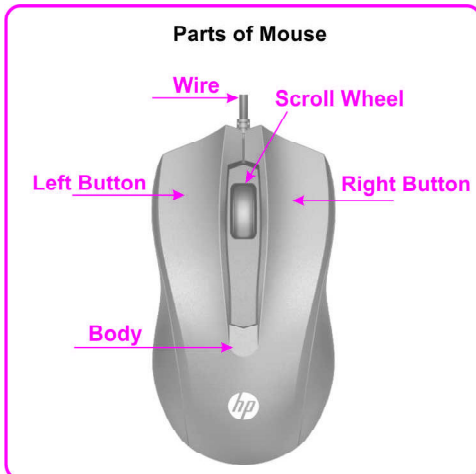 Parts of Mouse
Wire
Scroll Wheel
Left Button
Right Button
Body
hp